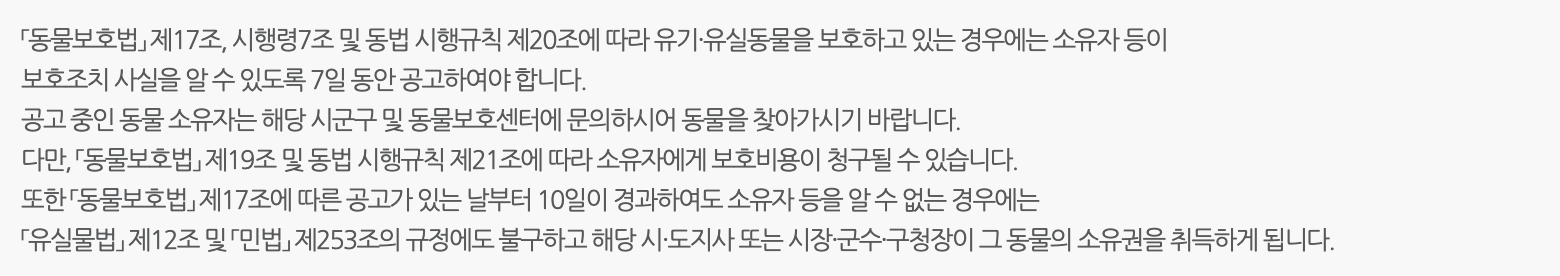 「동물보호법」 제17조, 시행령7조 및 동법 시행규칙 제20조에 따라 유기·유실동물을 보호하고 있는 경우에는 소유자 등이
보호조치 사실을 알 수 있도록 7일 동안 공고하여야 합니다.
공고 중인 동물 소유자는 해당 시군구 및 동물보호센터에 문의하시어 동물을 찾아가시기 바랍니다.
다만, 「동물보호법」 제19조 및 동법 시행규칙 제21조에 따라 소유자에게 보호비용이 청구될 수 있습니다.
또한 「동물보호법」 제17조에 따른 공고가 있는 날부터 10일이 경과하여도 소유자 등을 알 수 없는 경우에는
「유실물법」 제12조 및 「민법」 제253조의 규정에도 불구하고 해당 시·도지사 또는 시장·군수·구청장이 그 동물의 소유권을 취득하게 됩니다.